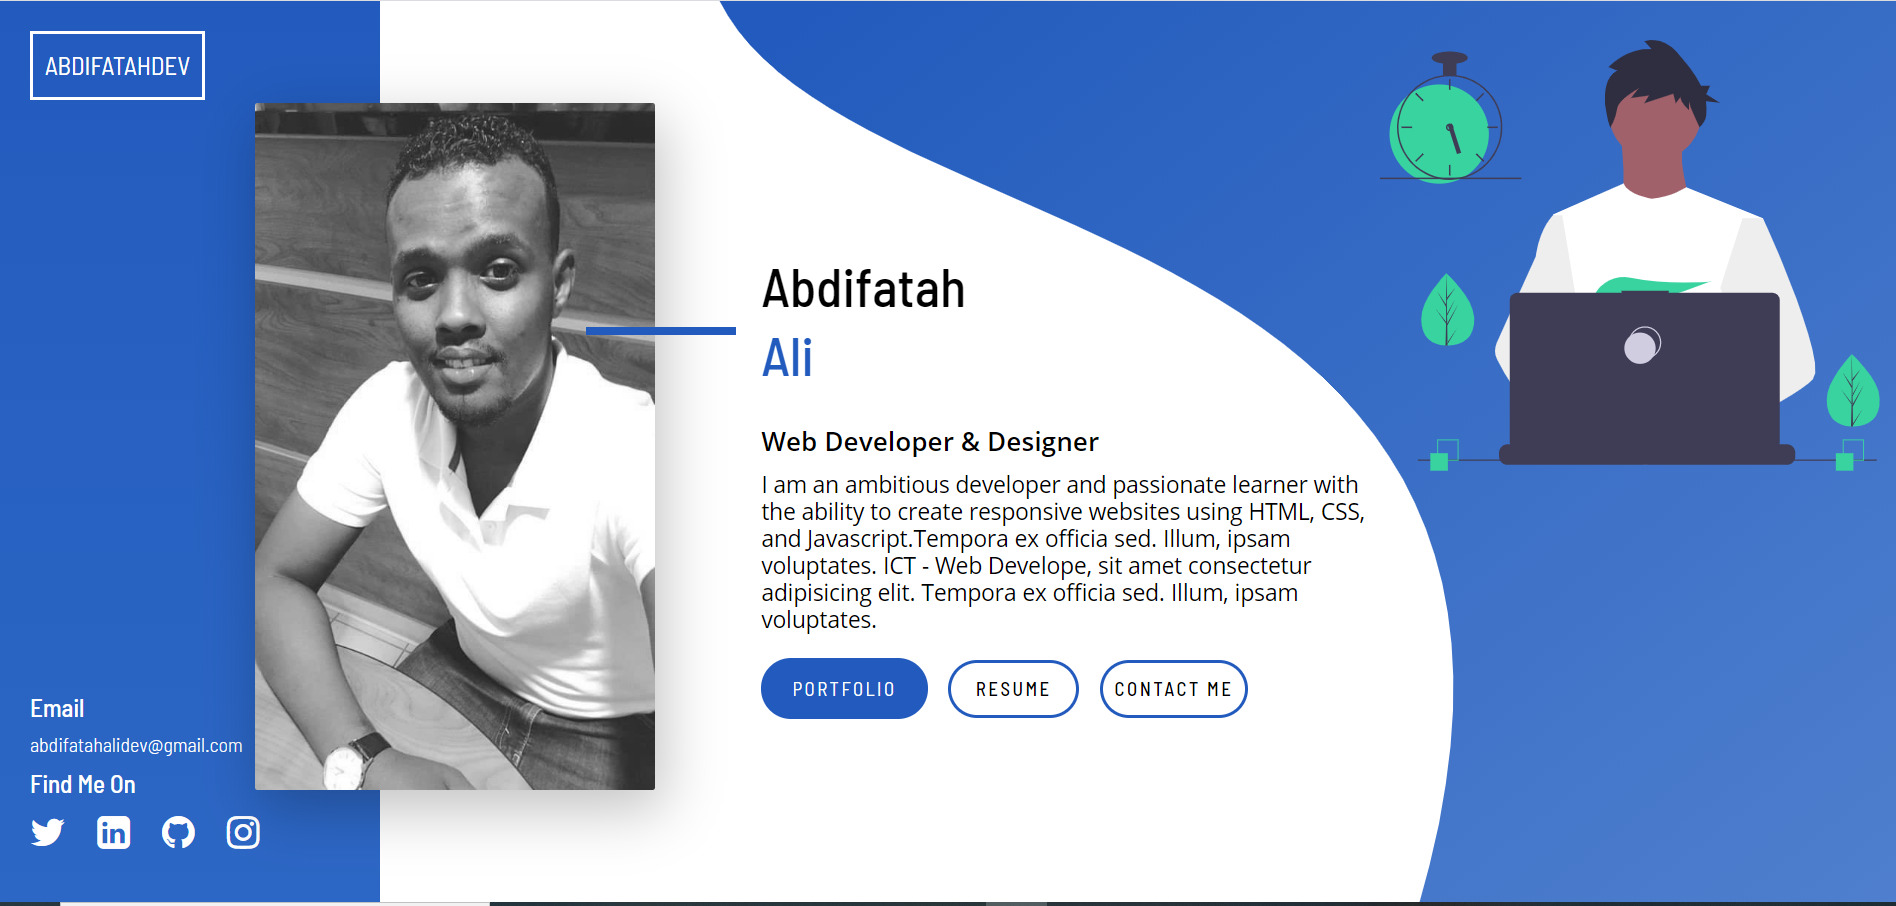 ABDIFATAHDEV
Abdifatah
Ali
Web Developer & Designer
I am an ambitious developer and passionate learner with
the ability to create responsive websites using HTML, CSS,
and Javascript.Tempora ex officia sed. Illum, ipsam
voluptates. ICT - Web Develope, sit amet consectetur
adipisicing elit. Tempora ex officia sed. Illum, ipsam
voluptates.
PORTFOLIO
RESUME
CONTACT ME
Email
abdifatahalidev@gmail.com
Find Me On